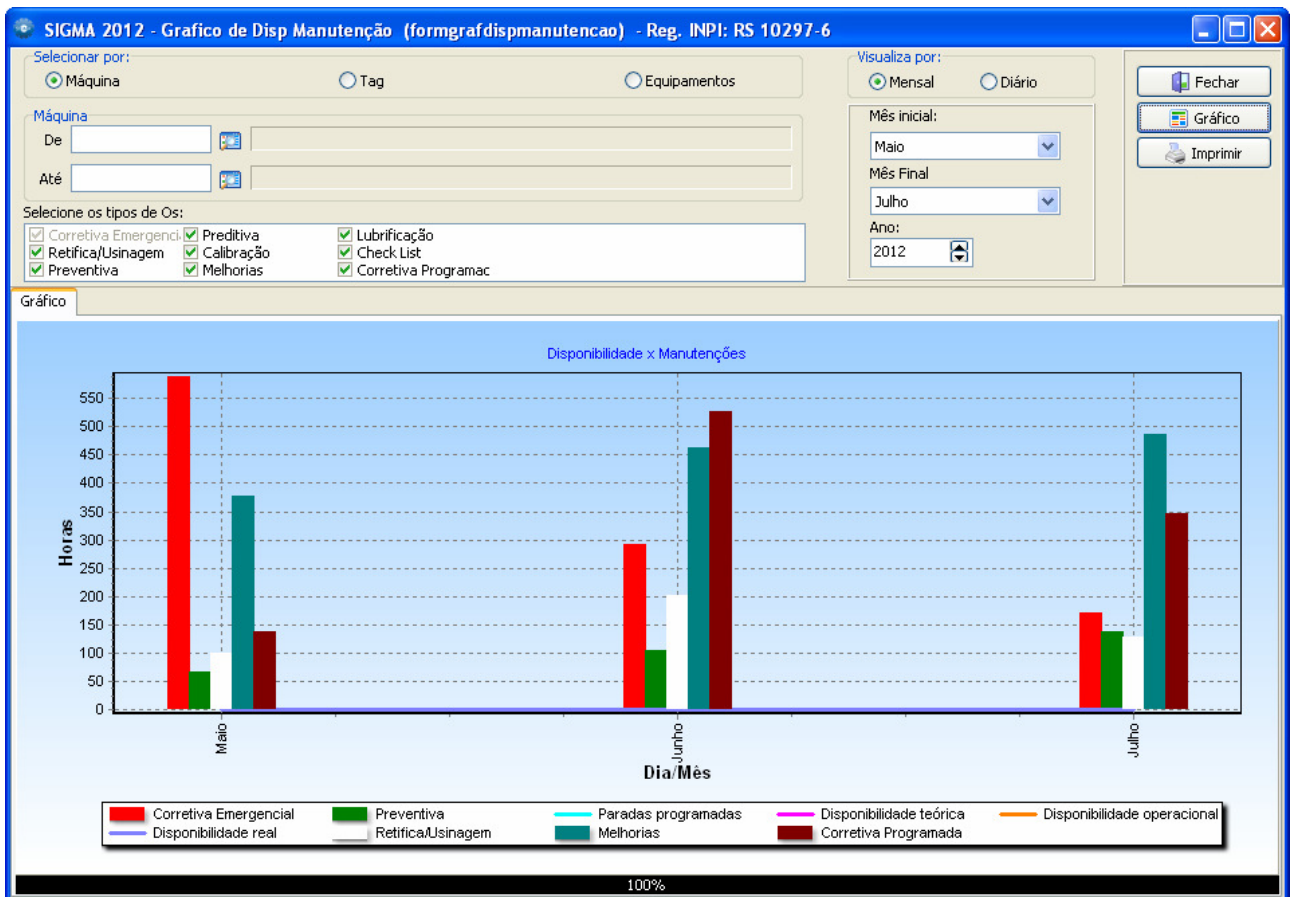 SIGMA 2012 - Grafico de Disp Manutenção (formgrafdispmanutencao) - Reg. INPI: RS 10297-6
Selecionar por:
Máquina
Tag
Equipamentos
Visualiza por:
Mensal
Diário
Fechar
Gráfico
Imprimir
Máquina
De
Até
Mês inicial:
Maio
Mês Final
Julho
Ano:
2012
Selecione os tipos de Os:
Corretiva Emergenci Preditiva Lubrificação
Retifica/Usinagem Calibração Check List
Preventiva Melhorias Corretiva Programac
Gráfico
Disponibilidade x Manutenções
550
500
450
400
350
300
250
200
150
100
50
0
Horas
Maio
Junho
Julho
Dia/Mês
Corretiva Emergencial Preventiva Paradas programadas Disponibilidade teórica Disponibilidade operacional
Disponibilidade real Retifica/Usinagem Melhorias Corretiva Programada
100%